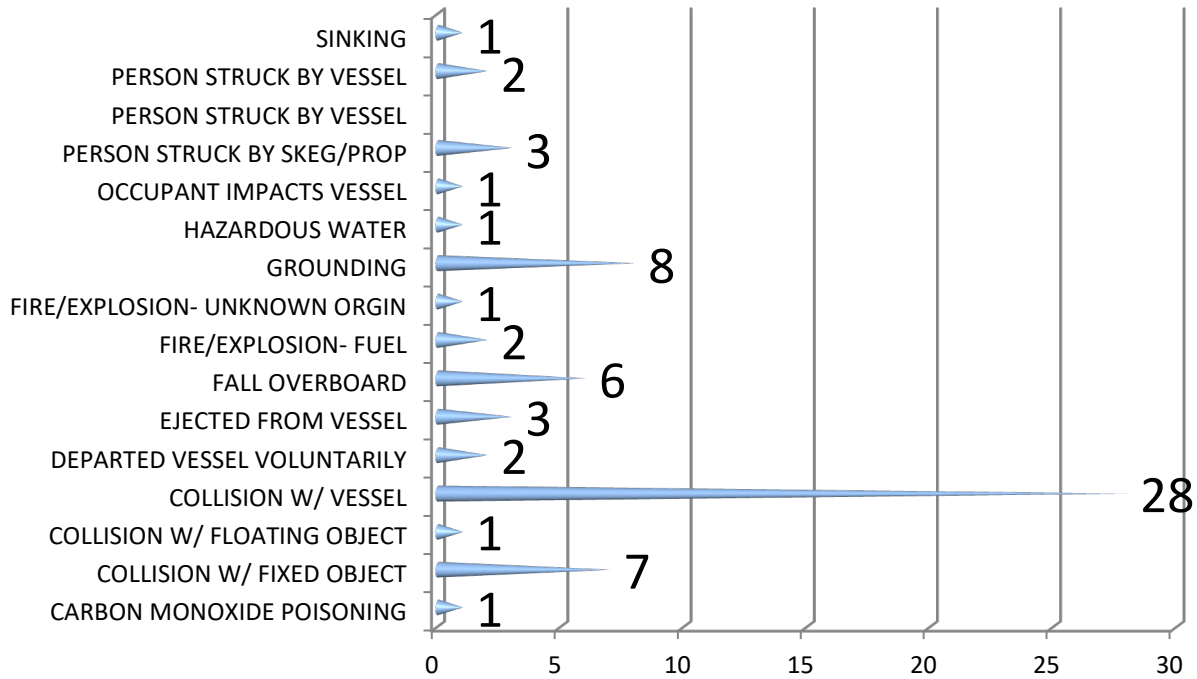 SINKING 1
PERSON STRUCK BY VESSEL 2
PERSON STRUCK BY VESSEL
PERSON STRUCK BY SKEG/PROP 3
OCCUPANT IMPACTS VESSEL 1
HAZARDOUS WATER 1
GROUNDING 8
FIRE/EXPLOSION- UNKNOWN ORGIN 1
FIRE/EXPLOSION- FUEL 2
FALL OVERBOARD 6
EJECTED FROM VESSEL 3
DEPARTED VESSEL VOLUNTARILY 2
COLLISION W/ VESSEL 28
COLLISION W/ FLOATING OBJECT 1
COLLISION W/ FIXED OBJECT 7
CARBON MONOXIDE POISONING 1
0 5 10 15 20 25 30